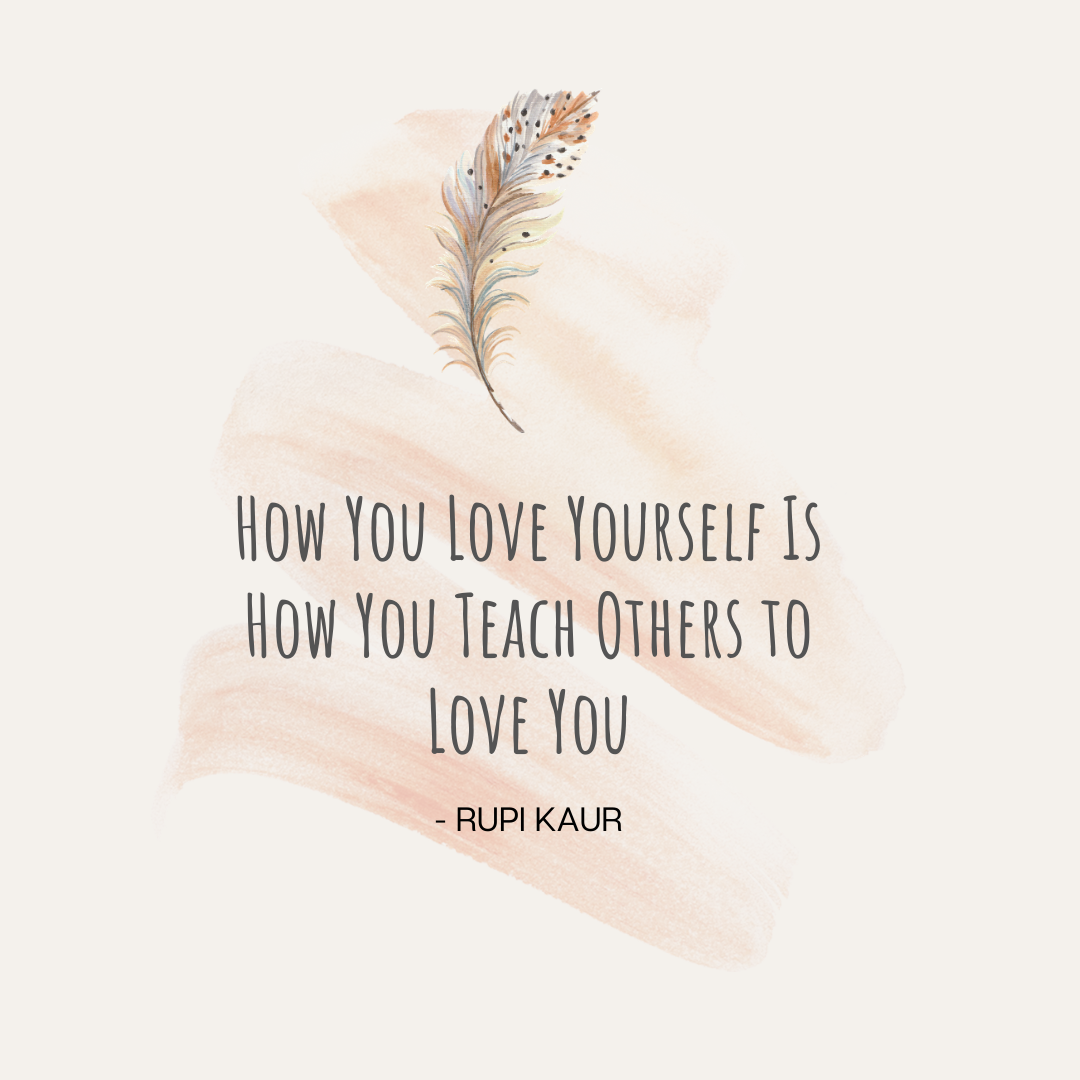 How You Love Yourself Is
How You Teach Others to
Love You
- RUPI KAUR